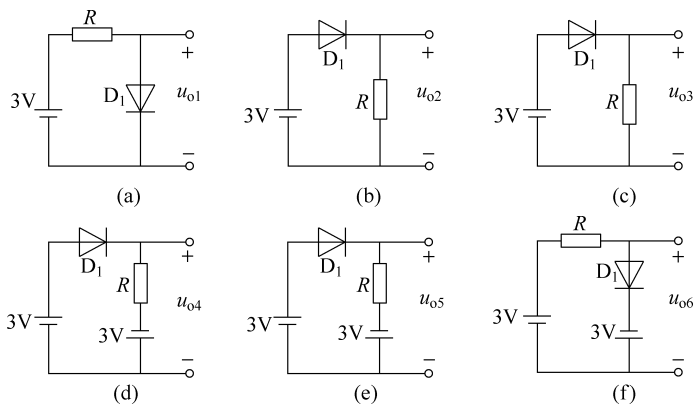 R
+
3V
D₁
uo1
−
(a)
D₁
+
3V
R
uo2
−
(b)
D₁
+
3V
R
uo3
−
(c)
D₁
+
R
3V
uo4
3V
−
(d)
D₁
+
R
3V
uo5
3V
−
(e)
R
+
D₁
3V
uo6
3V
−
(f)